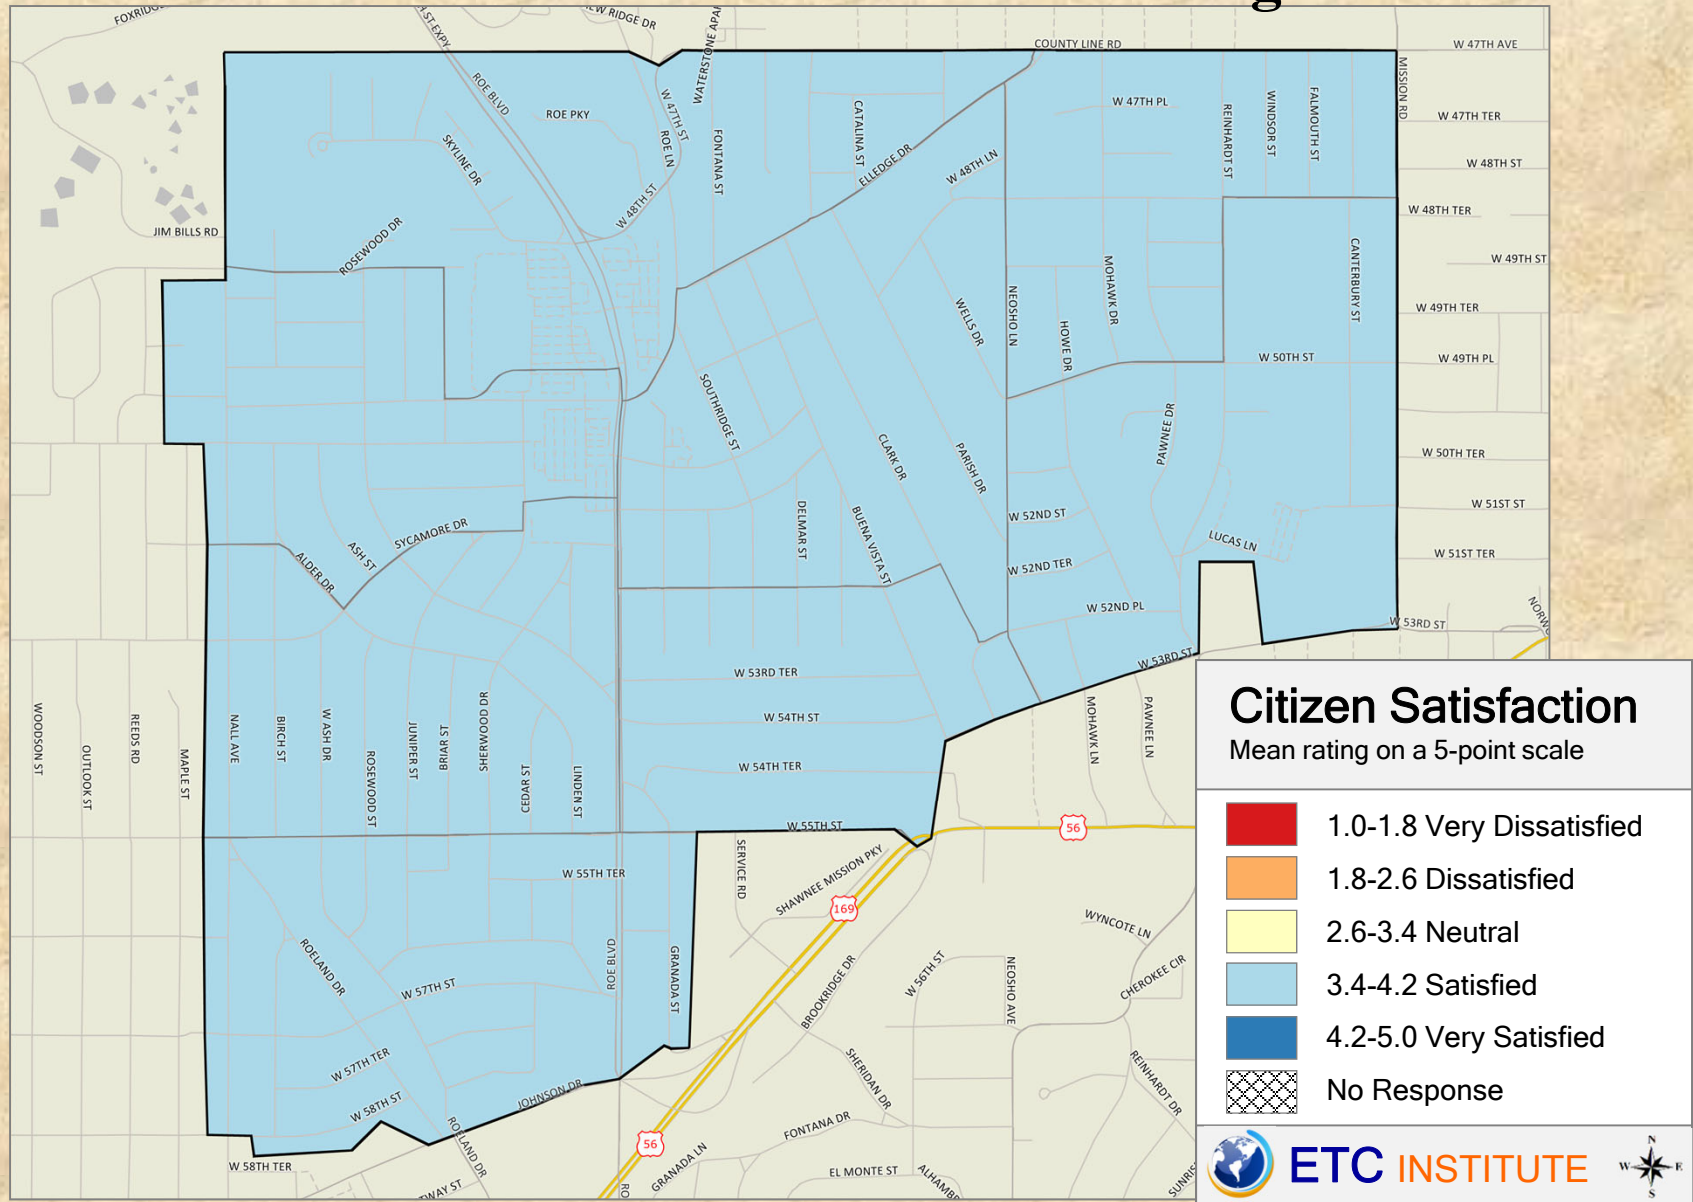 g
NEW RIDGE DR
COUNTY LINE RD
W 47TH AVE
ROE BLVD
W 47TH ST
MISSION RD
ROE PKY
W 47TH PL
W 47TH TER
CATALINA ST
REINHARDT ST
WINDSOR ST
FALMOUTH ST
SKYLINE DR
ROE LN
FONTANA ST
ELLEDGE DR
W 48TH LN
W 48TH ST
W 48TH ST
W 48TH TER
JIM BILLS RD
ROSEWOOD DR
W 49TH ST
CANTERBURY ST
MOHAWK DR
WELLS DR
NEOSHO LN
HOWE DR
W 49TH TER
W 50TH ST
W 49TH PL
SOUTHRIDGE ST
CLARK DR
PARISH DR
PAWNEE DR
W 50TH TER
W 51ST ST
W 52ND ST
DELMAR ST
BUENA VISTA ST
SYCAMORE DR
ASH ST
ALDER DR
LUCAS LN
W 51ST TER
W 52ND TER
W 52ND PL
W 53RD ST
W 53RD ST
W 53RD TER
W 54TH ST
W 54TH TER
W 55TH ST
WOODSON ST
OUTLOOK ST
REEDS RD
MAPLE ST
NALL AVE
BIRCH ST
W ASH DR
ROSEWOOD ST
JUNIPER ST
BRIAR ST
SHERWOOD DR
CEDAR ST
LINDEN ST
MOHAWK LN
PAWNEE LN
56
W 55TH TER
SERVICE RD
SHAWNEE MISSION PKY
169
ROELAND DR
W 57TH ST
ROE BLVD
GRANADA ST
BROOKRIDGE DR
W 56TH ST
NEOSHO AVE
WYNCOTE LN
CHEROKEE CIR
W 57TH TER
W 58TH ST
JOHNSON DR
ROELAND DR
W 58TH TER
56
GRANADA LN
FONTANA DR
SHERIDAN DR
REINHARDT DR
EL MONTE ST
Citizen Satisfaction
Mean rating on a 5-point scale
1.0-1.8 Very Dissatisfied
1.8-2.6 Dissatisfied
2.6-3.4 Neutral
3.4-4.2 Satisfied
4.2-5.0 Very Satisfied
No Response
ETC INSTITUTE
N
W E
S